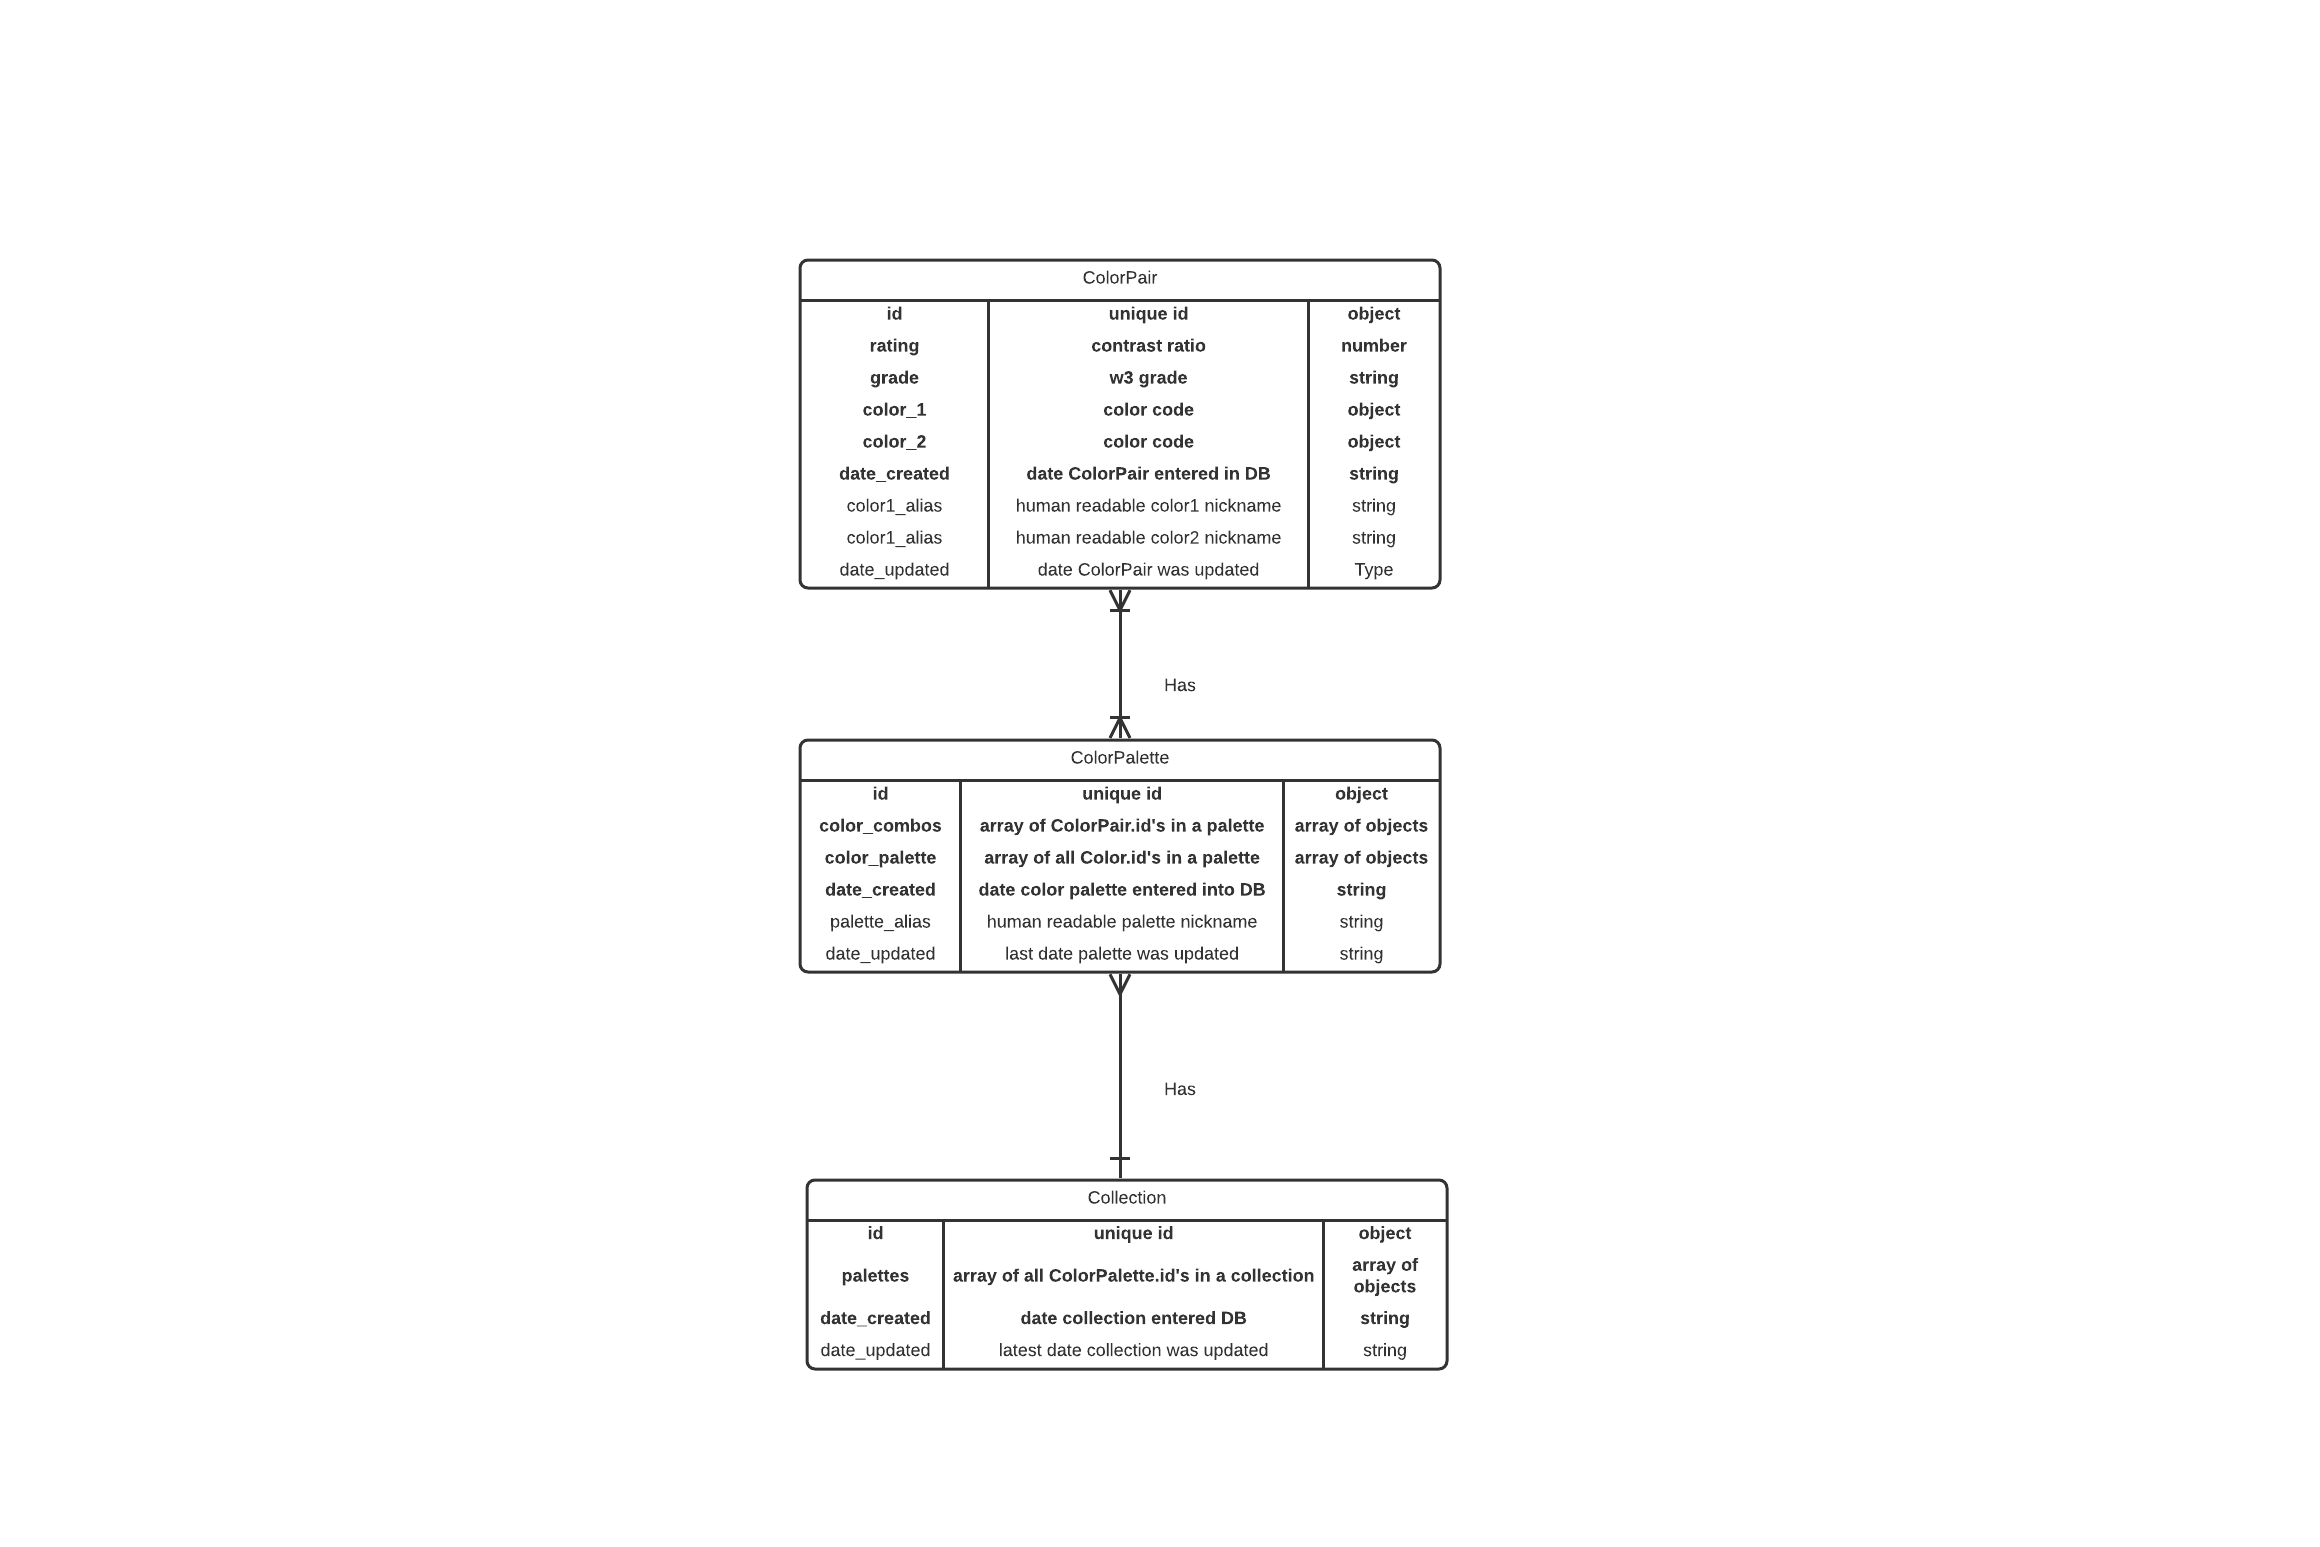 ColorPair
id unique id object
rating contrast ratio number
grade w3 grade string
color_1 color code object
color_2 color code object
date_created date ColorPair entered in DB string
color1_alias human readable color1 nickname string
color1_alias human readable color2 nickname string
date_updated date ColorPair was updated Type
Has
ColorPalette
id unique id object
color_combos array of ColorPair.id's in a palette array of objects
color_palette array of all Color.id's in a palette array of objects
date_created date color palette entered into DB string
palette_alias human readable palette nickname string
date_updated last date palette was updated string
Has
Collection
id unique id object
palettes array of all ColorPalette.id's in a collection array of
objects
date_created date collection entered DB string
date_updated latest date collection was updated string